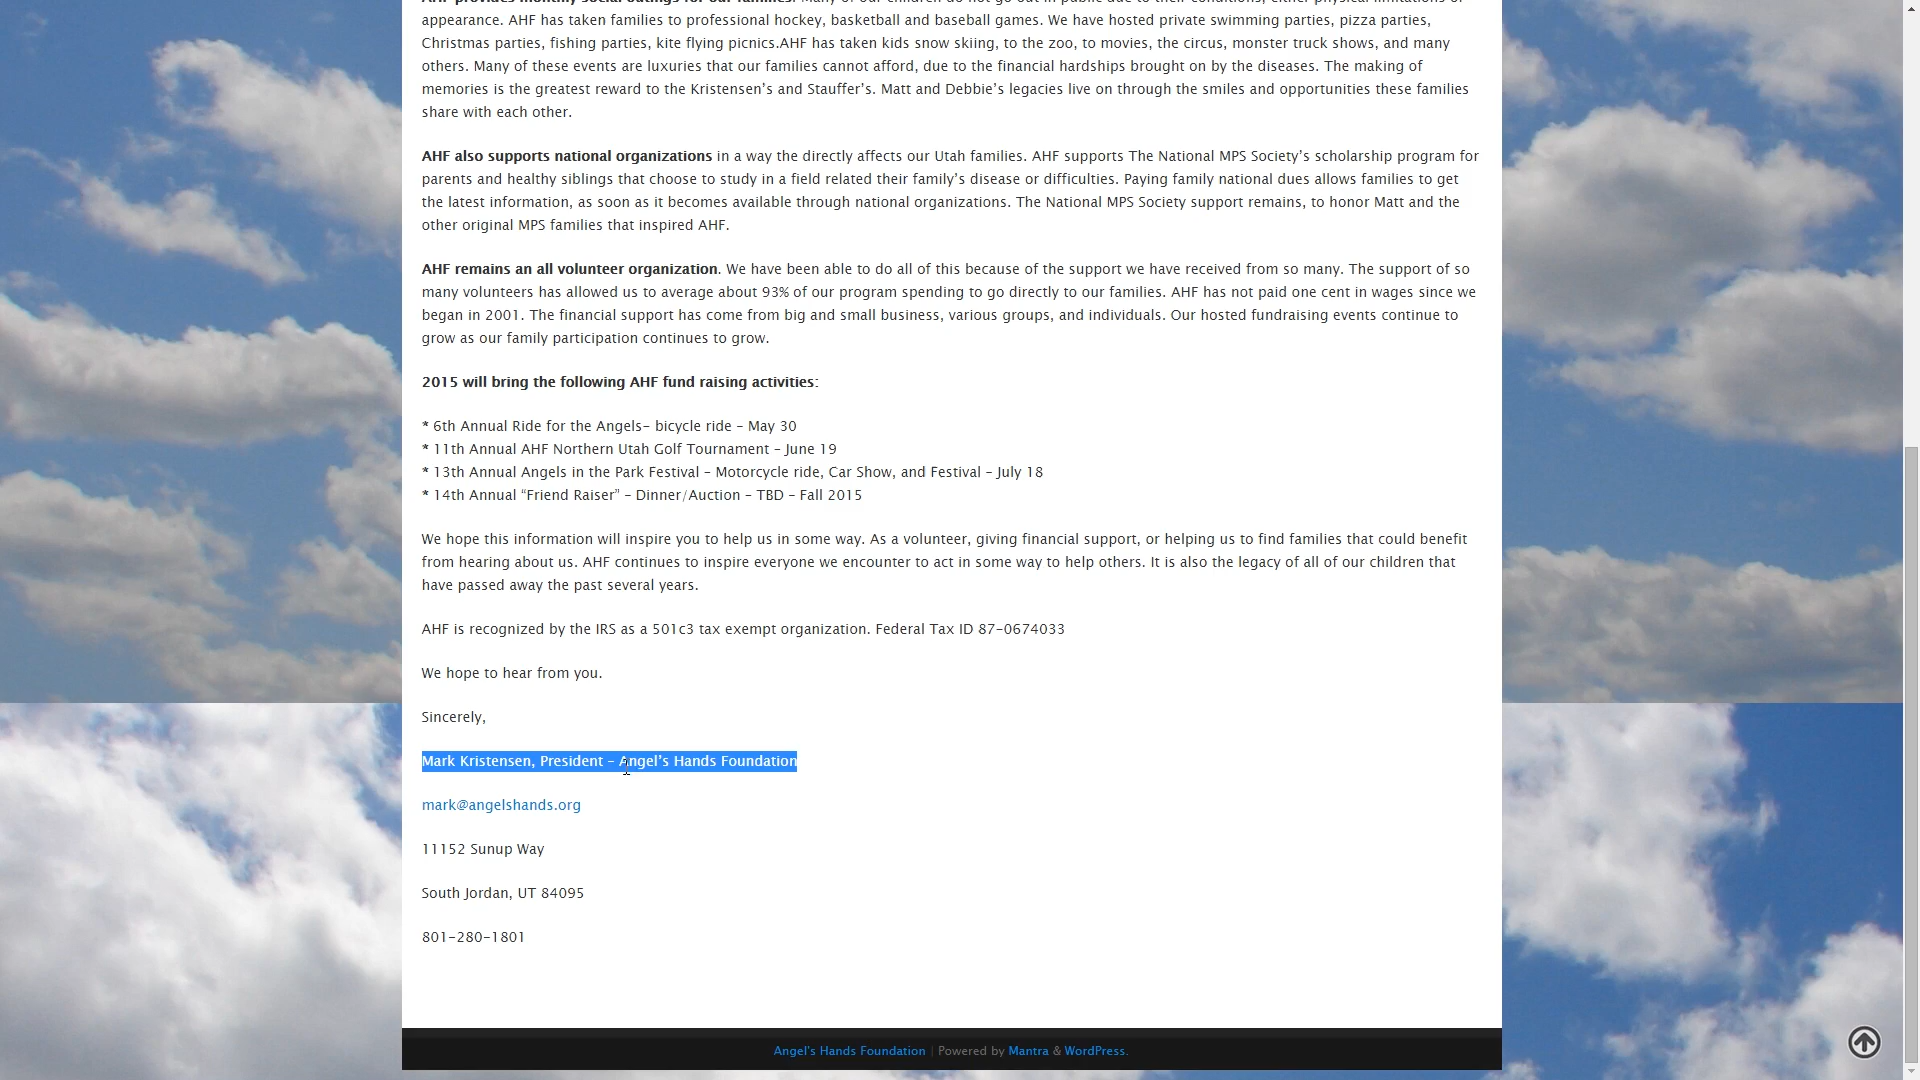 appearance. AHF has taken families to professional hockey, basketball and baseball games. We have hosted private swimming parties, pizza parties,
Christmas parties, fishing parties, kite flying picnics.AHF has taken kids snow skiing, to the zoo, to movies, the circus, monster truck shows, and many
others. Many of these events are luxuries that our families cannot afford, due to the financial hardships brought on by the diseases. The making of
memories is the greatest reward to the Kristensen’s and Stauffer’s. Matt and Debbie’s legacies live on through the smiles and opportunities these families
share with each other.
AHF also supports national organizations in a way the directly affects our Utah families. AHF supports The National MPS Society’s scholarship program for
parents and healthy siblings that choose to study in a field related their family’s disease or difficulties. Paying family national dues allows families to get
the latest information, as soon as it becomes available through national organizations. The National MPS Society support remains, to honor Matt and the
other original MPS families that inspired AHF.
AHF remains an all volunteer organization. We have been able to do all of this because of the support we have received from so many. The support of so
many volunteers has allowed us to average about 93% of our program spending to go directly to our families. AHF has not paid one cent in wages since we
began in 2001. The financial support has come from big and small business, various groups, and individuals. Our hosted fundraising events continue to
grow as our family participation continues to grow.
2015 will bring the following AHF fund raising activities:
* 6th Annual Ride for the Angels– bicycle ride – May 30
* 11th Annual AHF Northern Utah Golf Tournament – June 19
* 13th Annual Angels in the Park Festival – Motorcycle ride, Car Show, and Festival – July 18
* 14th Annual “Friend Raiser” – Dinner/Auction – TBD – Fall 2015
We hope this information will inspire you to help us in some way. As a volunteer, giving financial support, or helping us to find families that could benefit
from hearing about us. AHF continues to inspire everyone we encounter to act in some way to help others. It is also the legacy of all of our children that
have passed away the past several years.
AHF is recognized by the IRS as a 501c3 tax exempt organization. Federal Tax ID 87-0674033
We hope to hear from you.
Sincerely,
Mark Kristensen, President – Angel’s Hands Foundation
mark@angelshands.org
11152 Sunup Way
South Jordan, UT 84095
801-280-1801
Angel's Hands Foundation | Powered by Mantra & WordPress.